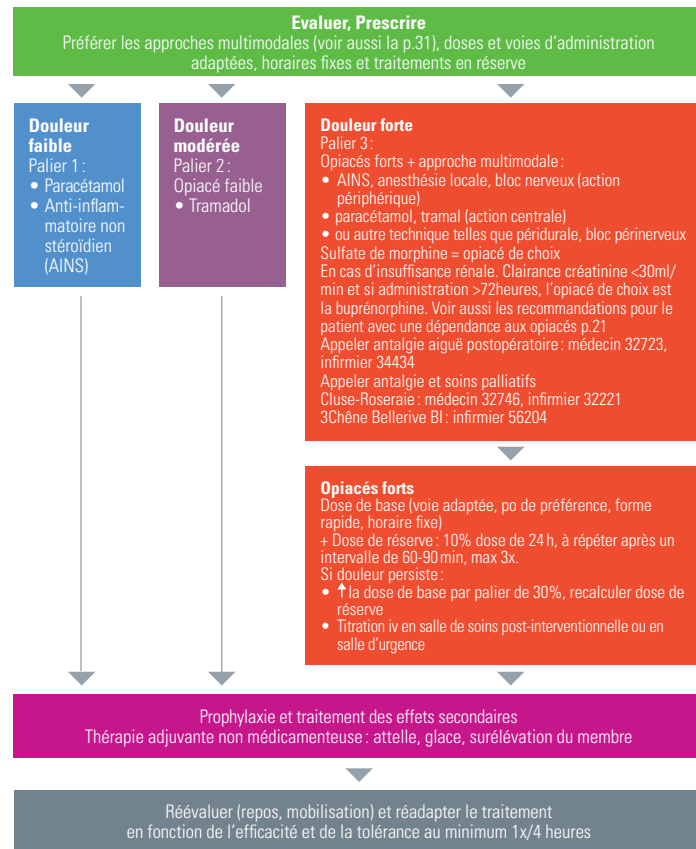 Evaluer, Prescrire
Préférer les approches multimodales (voir aussi la p.31), doses et voies d'administration
adaptées, horaires fixes et traitements en réserve
Douleur
faible
Palier 1 :
• Paracétamol
• Anti-inflam-
matoire non
stéroïdien
(AINS)
Douleur
modérée
Palier 2 :
Opiacé faible
• Tramadol
Douleur forte
Palier 3 :
Opiacés forts + approche multimodale :
• AINS, anesthésie locale, bloc nerveux (action
périphérique)
• paracétamol, tramal (action centrale)
• ou autre technique telles que péridurale, bloc périnerveux
Sulfate de morphine = opiacé de choix
En cas d'insuffisance rénale. Clairance créatinine <30ml/
min et si administration >72heures, l'opiacé de choix est
la buprénorphine. Voir aussi les recommandations pour le
patient avec une dépendance aux opiacés p.21
Appeler antalgie aiguë postopératoire : médecin 32723,
infirmier 34434
Appeler antalgie et soins palliatifs
Cluse-Roseraie : médecin 32746, infirmier 32221
3Chêne Bellerive BI : infirmier 56204
Opiacés forts
Dose de base (voie adaptée, po de préférence, forme
rapide, horaire fixe)
+ Dose de réserve : 10% dose de 24 h, à répéter après un
intervalle de 60-90 min, max 3x.
Si douleur persiste :
• ↑ la dose de base par palier de 30%, recalculer dose de
réserve
• Titration iv en salle de soins post-interventionnelle ou en
salle d'urgence
Prophylaxie et traitement des effets secondaires
Thérapie adjuvante non médicamenteuse : attelle, glace, surélévation du membre
Réévaluer (repos, mobilisation) et réadapter le traitement
en fonction de l'efficacité et de la tolérance au minimum 1x/4 heures